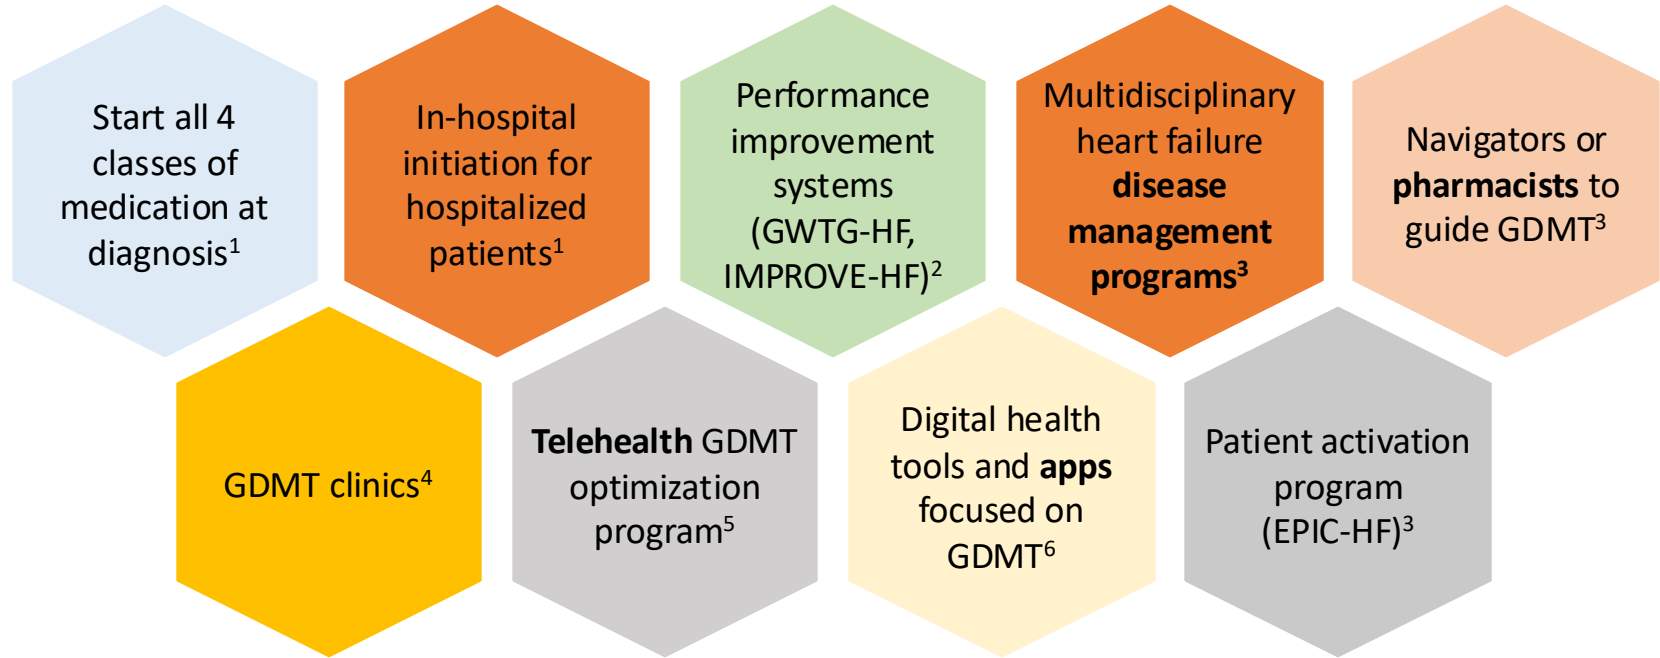 Start all 4
classes of
medication at
diagnosis¹
In-hospital
initiation for
hospitalized
patients¹
Performance
improvement
systems
(GWTG-HF,
IMPROVE-HF)²
Multidisciplinary
heart failure
disease
management
programs³
Navigators or
pharmacists to
guide GDMT³
GDMT clinics⁴
Telehealth GDMT
optimization
program⁵
Digital health
tools and apps
focused on
GDMT⁶
Patient activation
program
(EPIC-HF)³